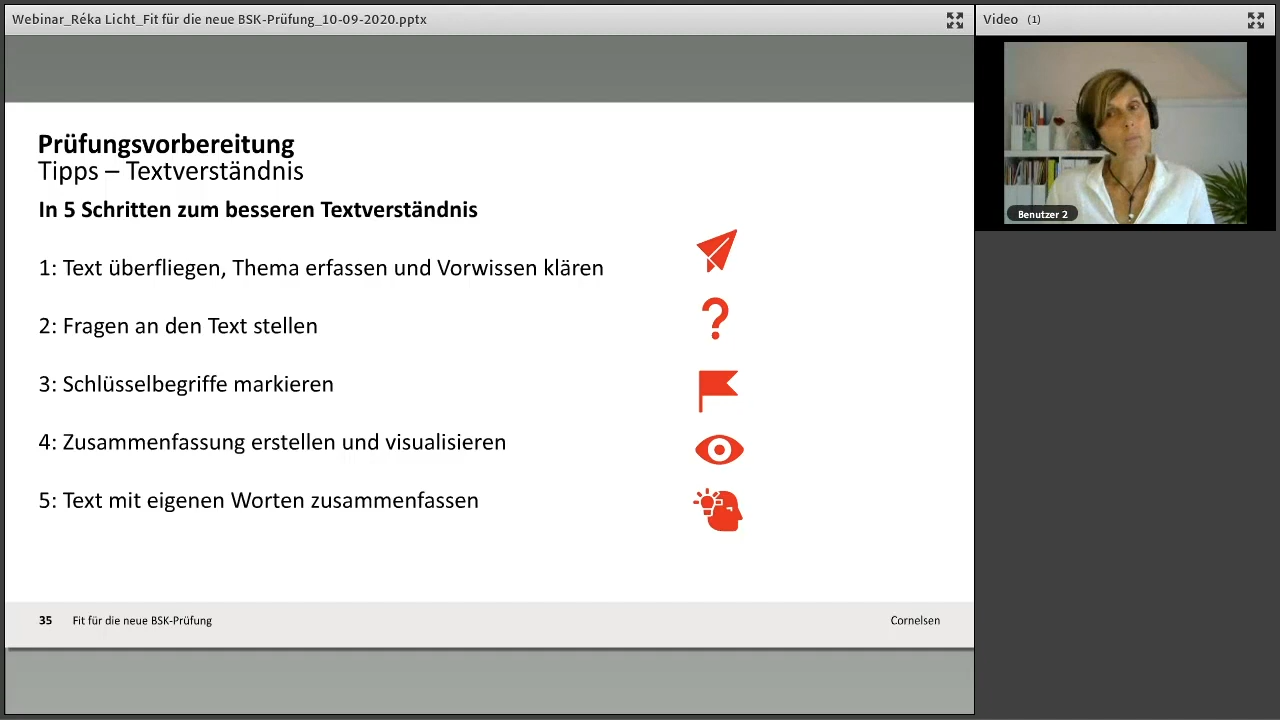 Webinar_Réka Licht_Fit für die neue BSK-Prüfung_10-09-2020.pptx
Video (1)
Benutzer 2
Prüfungsvorbereitung
Tipps – Textverständnis
In 5 Schritten zum besseren Textverständnis
1: Text überfliegen, Thema erfassen und Vorwissen klären
2: Fragen an den Text stellen
3: Schlüsselbegriffe markieren
4: Zusammenfassung erstellen und visualisieren
5: Text mit eigenen Worten zusammenfassen
35 Fit für die neue BSK-Prüfung
Cornelsen